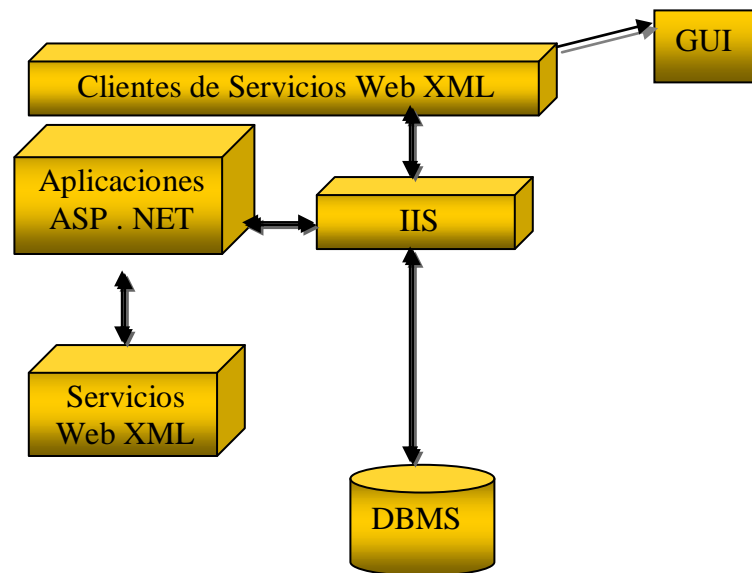 GUI
Clientes de Servicios Web XML
Aplicaciones
ASP . NET
IIS
Servicios
Web XML
DBMS